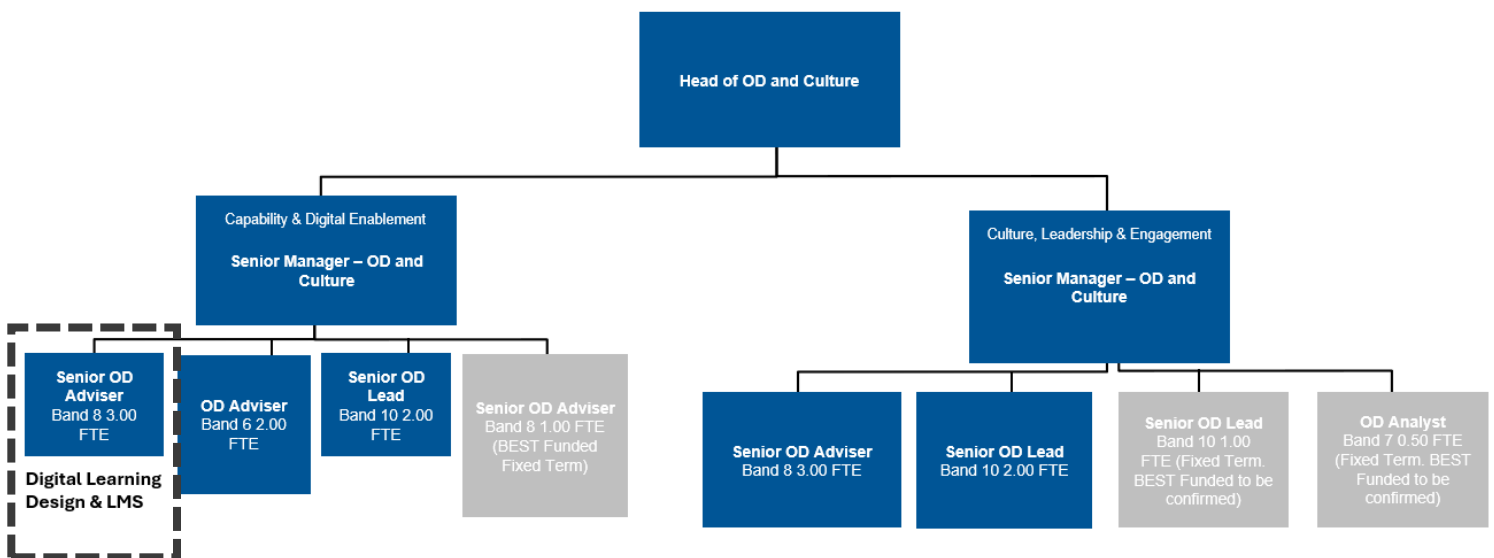 Head of OD and Culture
Capability & Digital Enablement
Senior Manager – OD and
Culture
Culture, Leadership & Engagement
Senior Manager – OD and
Culture
Senior OD
Adviser
Band 8 3.00
FTE
Digital Learning
Design & LMS
OD Adviser
Band 6 2.00
FTE
Senior OD
Lead
Band 10 2.00
FTE
Senior OD Adviser
Band 8 1.00 FTE
(BEST Funded
Fixed Term)
Senior OD Adviser
Band 8 3.00 FTE
Senior OD Lead
Band 10 2.00 FTE
Senior OD Lead
Band 10 1.00
FTE (Fixed Term.
BEST Funded to be
confirmed)
OD Analyst
Band 7 0.50 FTE
(Fixed Term. BEST
Funded to be
confirmed)